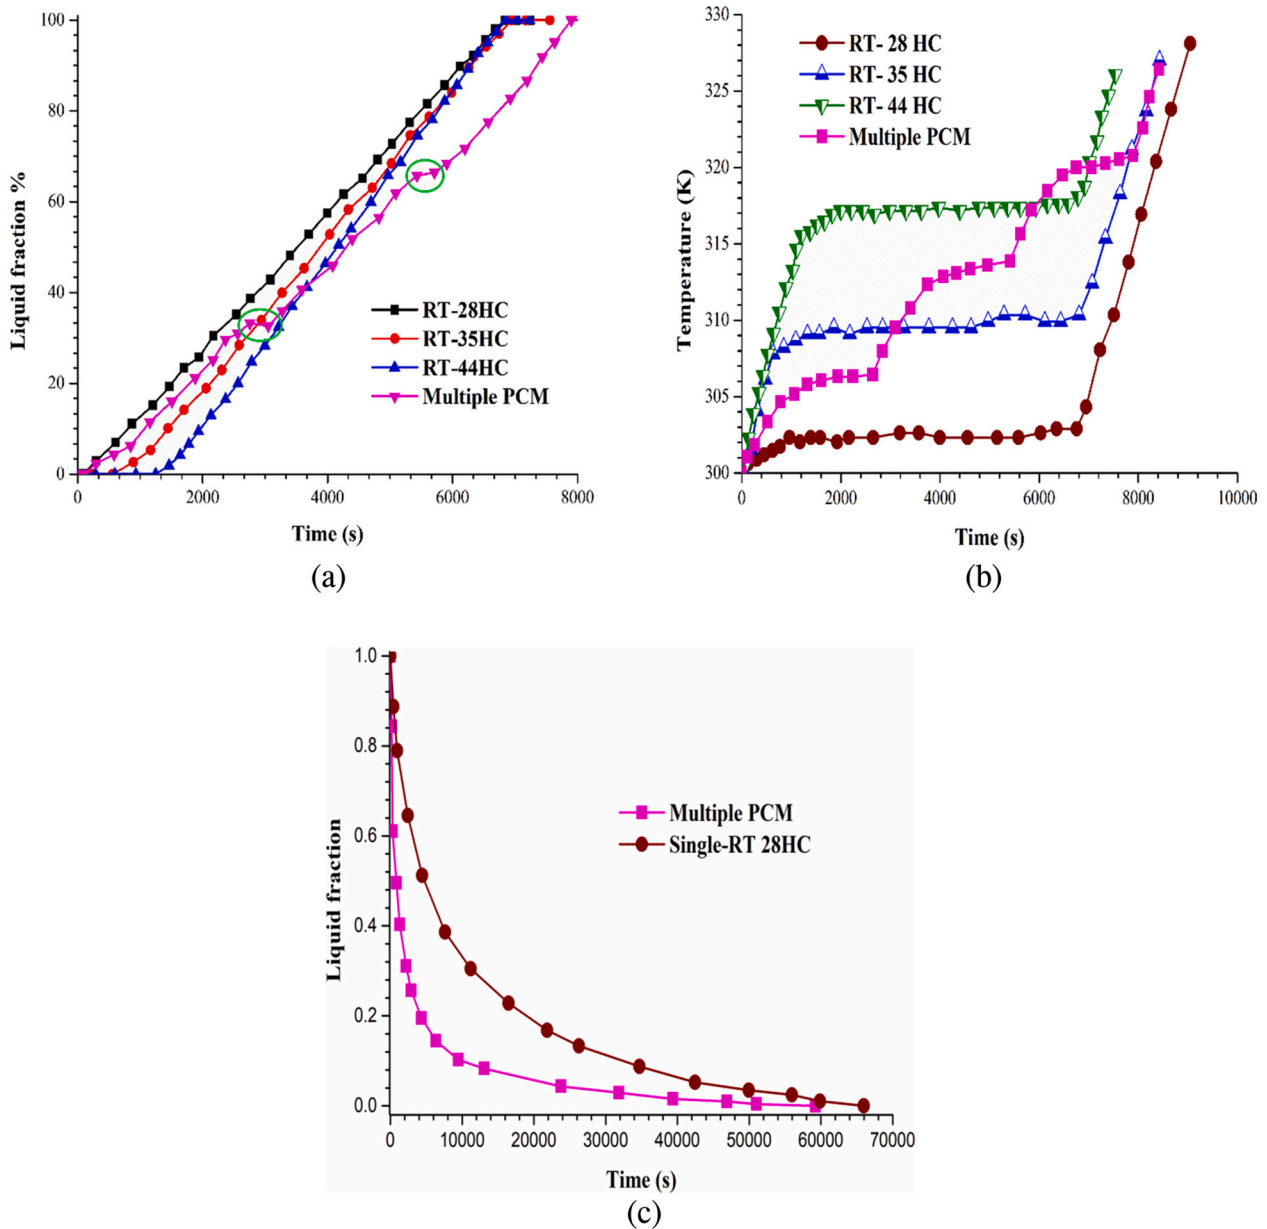 100
80
60
40
20
0
Liquid fraction %
RT-28HC
RT-35HC
RT-44HC
Multiple PCM
0 2000 4000 6000 8000
Time (s)
(a)
330
325
320
315
310
305
300
Temperature (K)
RT- 28 HC
RT- 35 HC
RT- 44 HC
Multiple PCM
0 2000 4000 6000 8000 10000
Time (s)
(b)
1.0
0.8
0.6
0.4
0.2
0.0
Liquid fraction
Multiple PCM
Single-RT 28HC
0 10000 20000 30000 40000 50000 60000 70000
Time (s)
(c)